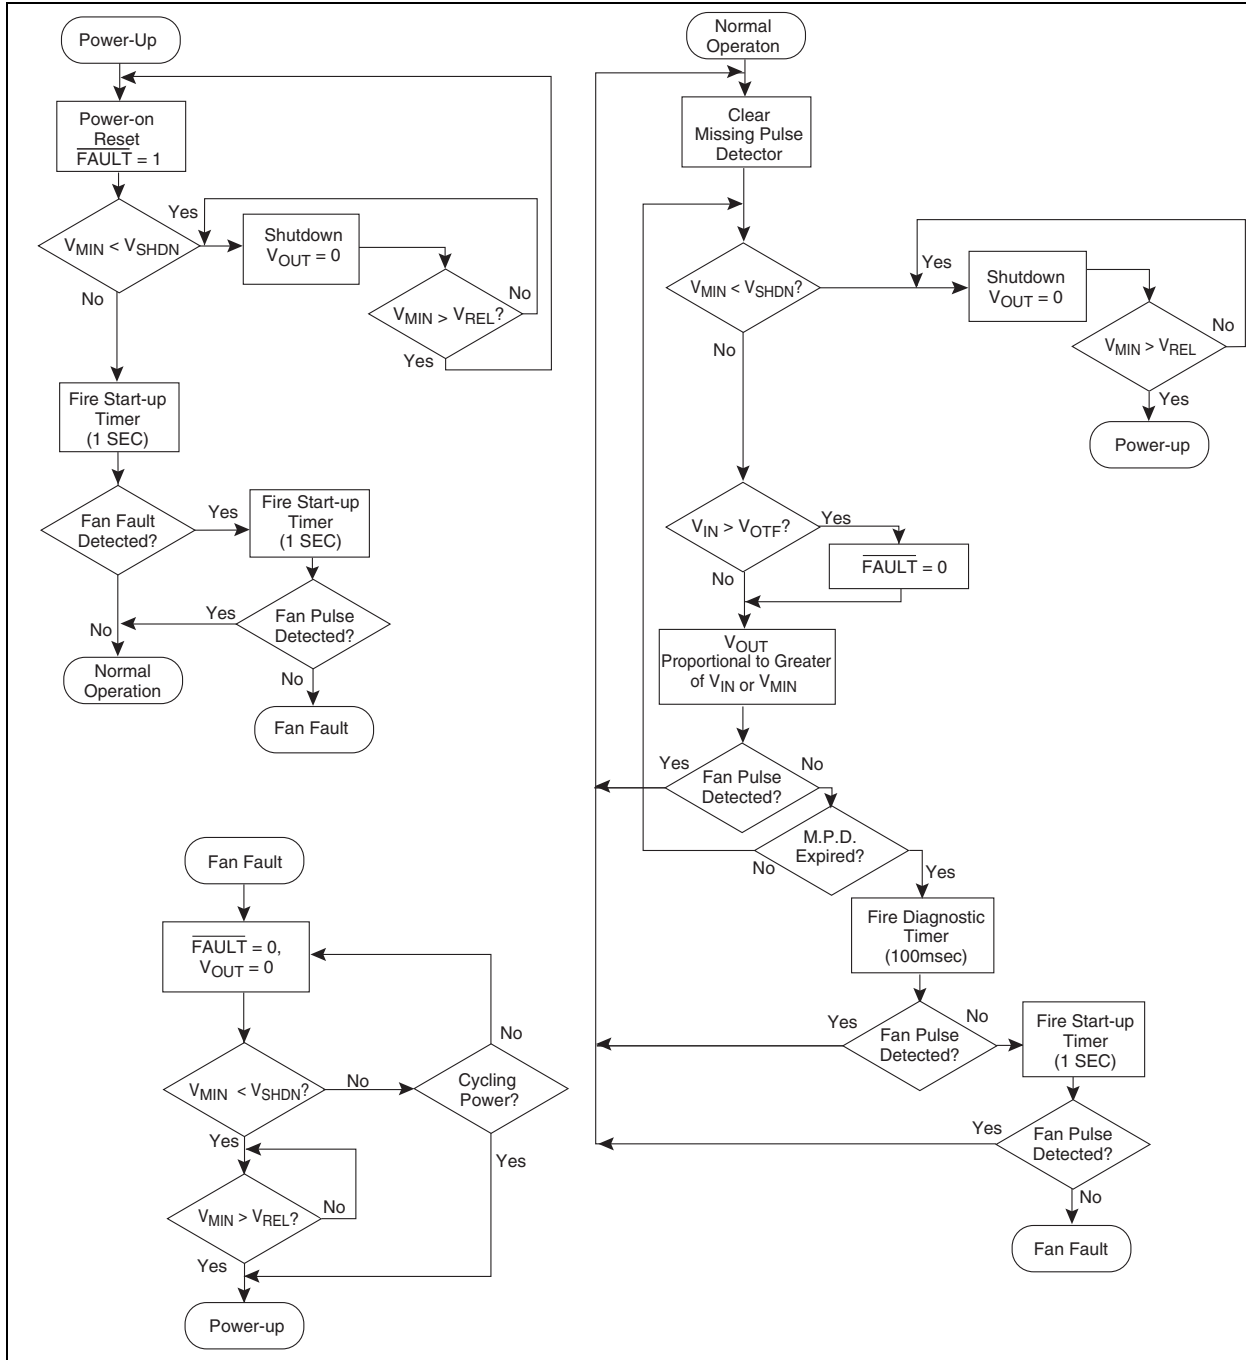 Power-Up
Power-on
Reset
FAULT = 1
VMIN < VSHDN
Yes
No
Shutdown
VOUT = 0
VMIN > VREL?
No
Yes
Fire Start-up
Timer
(1 SEC)
Fan Fault
Detected?
Yes
No
Fire Start-up
Timer
(1 SEC)
Fan Pulse
Detected?
Yes
No
Normal
Operation
Fan Fault
Fan Fault
FAULT = 0,
VOUT = 0
VMIN < VSHDN?
No
Yes
Cycling
Power?
No
Yes
VMIN > VREL?
No
Yes
Power-up
Normal
Operaton
Clear
Missing Pulse
Detector
VMIN < VSHDN?
Yes
No
Shutdown
VOUT = 0
VMIN > VREL
No
Yes
Power-up
VIN > VOTF?
Yes
No
FAULT = 0
VOUT
Proportional to Greater
of VIN or VMIN
Fan Pulse
Detected?
Yes
No
M.P.D.
Expired?
No
Yes
Fire Diagnostic
Timer
(100msec)
Fan Pulse
Detected?
Yes
No
Fire Start-up
Timer
(1 SEC)
Fan Pulse
Detected?
Yes
No
Fan Fault